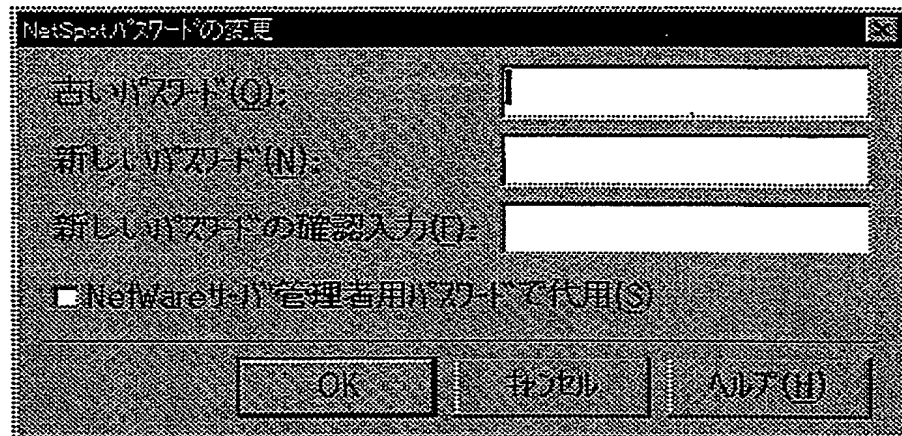 NetSpotﾊﾟｽﾜｰﾄﾞの変更
古いﾊﾟｽﾜｰﾄﾞ(O):
新しいﾊﾟｽﾜｰﾄﾞ(N):
新しいﾊﾟｽﾜｰﾄﾞの確認入力(F):
NetWareｻｰﾊﾞ管理者用ﾊﾟｽﾜｰﾄﾞで代用(S)
OK ｷｬﾝｾﾙ ﾍﾙﾌﾟ(H)